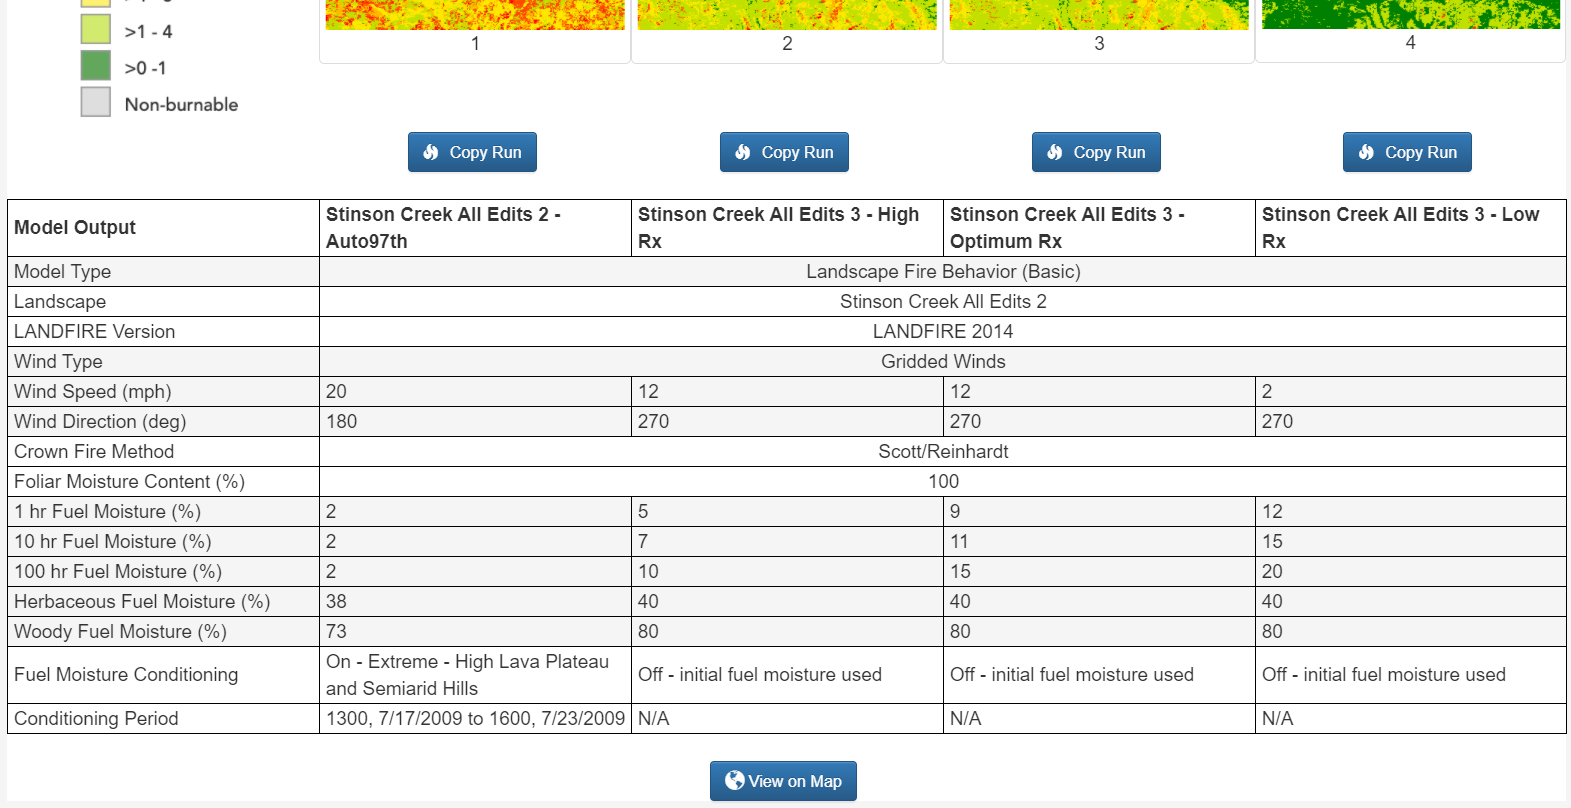 >1 - 4
>0 -1
Non-burnable
1 2 3 4
Copy Run Copy Run Copy Run Copy Run
Model Output Stinson Creek All Edits 2 - Auto97th Stinson Creek All Edits 3 - High Rx Stinson Creek All Edits 3 - Optimum Rx Stinson Creek All Edits 3 - Low Rx
Model Type Landscape Fire Behavior (Basic)
Landscape Stinson Creek All Edits 2
LANDFIRE Version LANDFIRE 2014
Wind Type Gridded Winds
Wind Speed (mph) 20 12 12 2
Wind Direction (deg) 180 270 270 270
Crown Fire Method Scott/Reinhardt
Foliar Moisture Content (%) 100
1 hr Fuel Moisture (%) 2 5 9 12
10 hr Fuel Moisture (%) 2 7 11 15
100 hr Fuel Moisture (%) 2 10 15 20
Herbaceous Fuel Moisture (%) 38 40 40 40
Woody Fuel Moisture (%) 73 80 80 80
Fuel Moisture Conditioning On - Extreme - High Lava Plateau and Semiarid Hills Off - initial fuel moisture used Off - initial fuel moisture used Off - initial fuel moisture used
Conditioning Period 1300, 7/17/2009 to 1600, 7/23/2009 N/A N/A N/A
View on Map